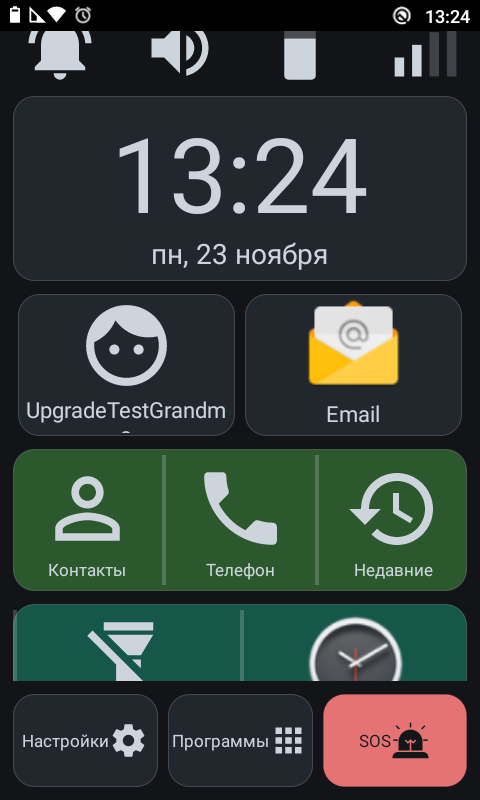 13:24
13:24
пн, 23 ноября
UpgradeTestGrandm
Email
Контакты
Телефон
Недавние
Настройки
Программы
SOS